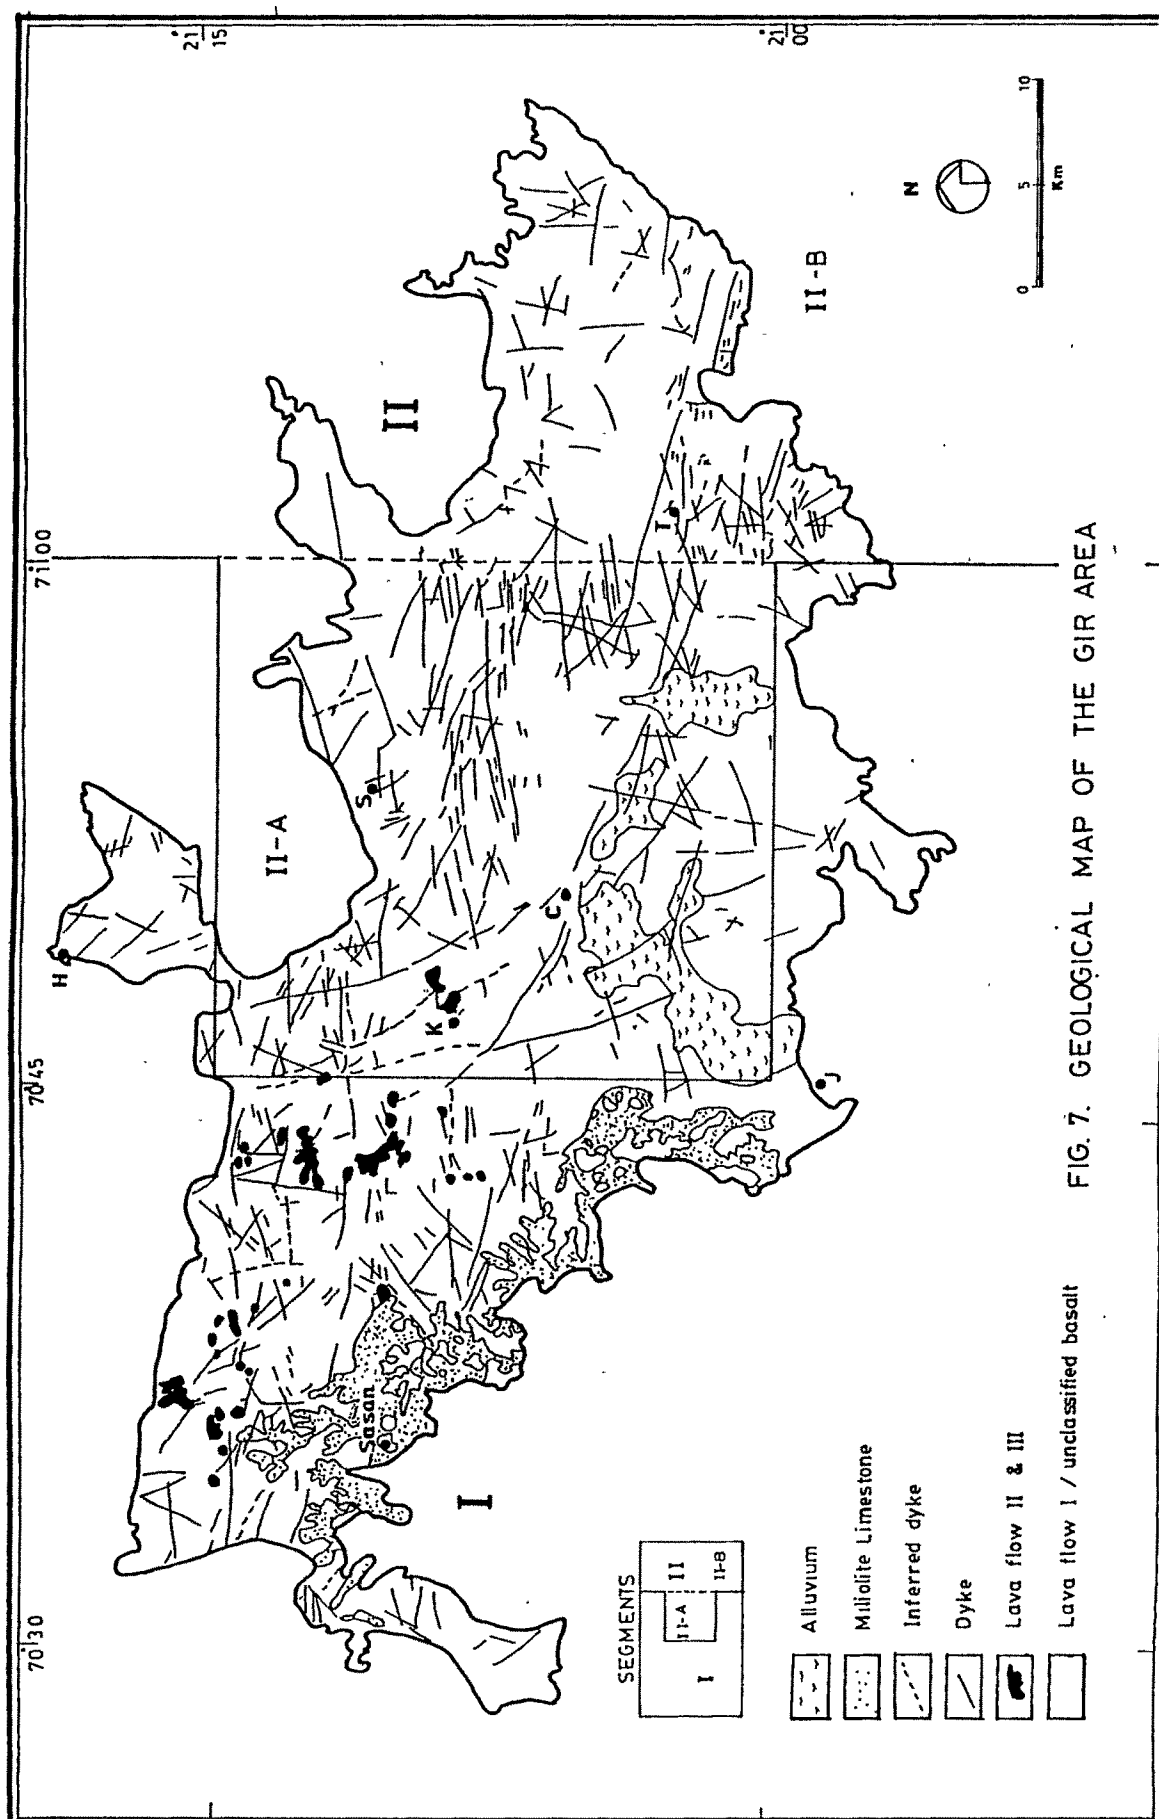 70° 30
70° 45
71° 00
21° 15
21° 00
H
II-A
S
II
K
C
T
Sasan
I
J
II-B
N
0 5 10
Km
SEGMENTS
I
II-A
II
II-B
Alluvium
Miliolite Limestone
Inferred dyke
Dyke
Lava flow II & III
Lava flow I / unclassified basalt
FIG. 7. GEOLOGICAL MAP OF THE GIR AREA